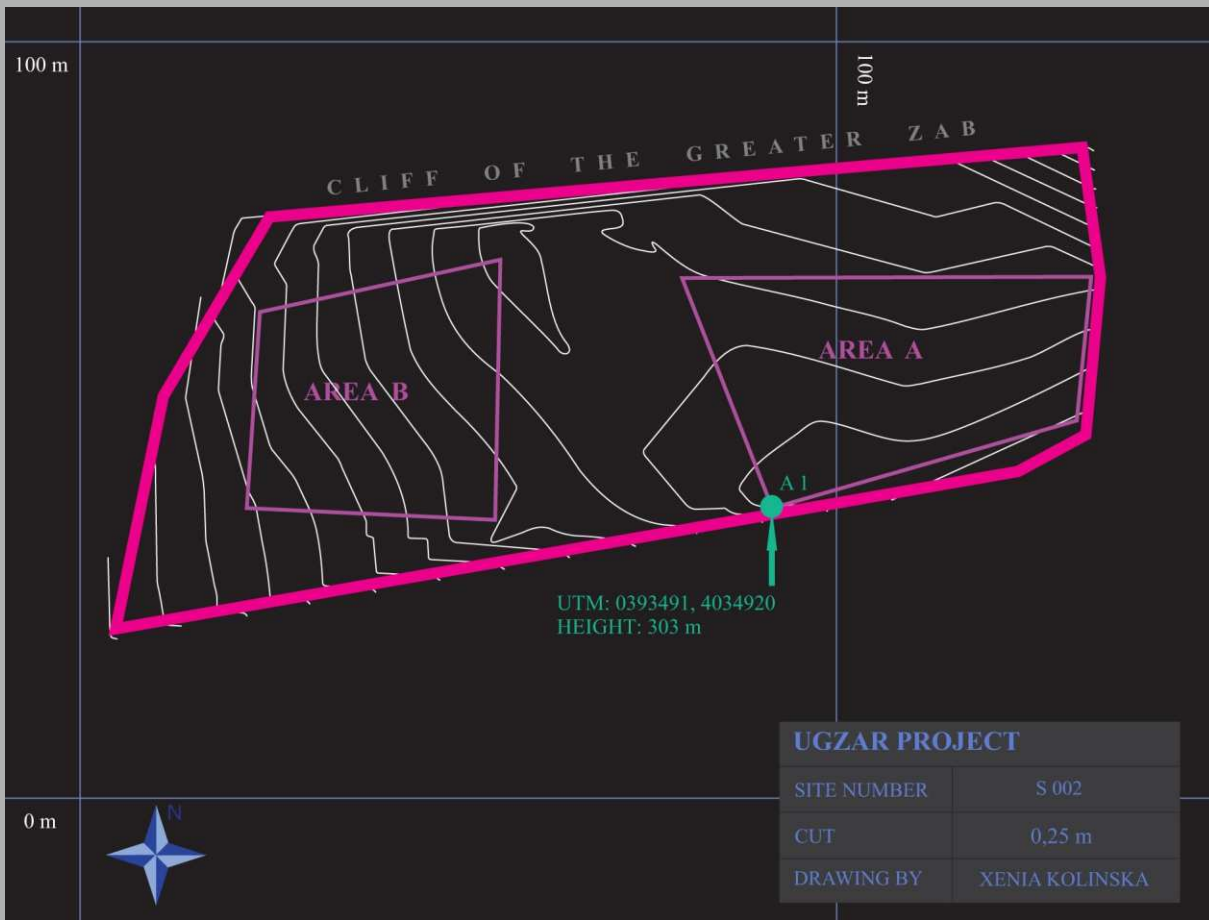 100 m
100 m
CLIFF OF THE GREATER ZAB
AREA A
AREA B
A 1
UTM: 0393491, 4034920
HEIGHT: 303 m
UGZAR PROJECT
SITE NUMBER S 002
0 m
N
CUT 0,25 m
DRAWING BY XENIA KOLINSKA